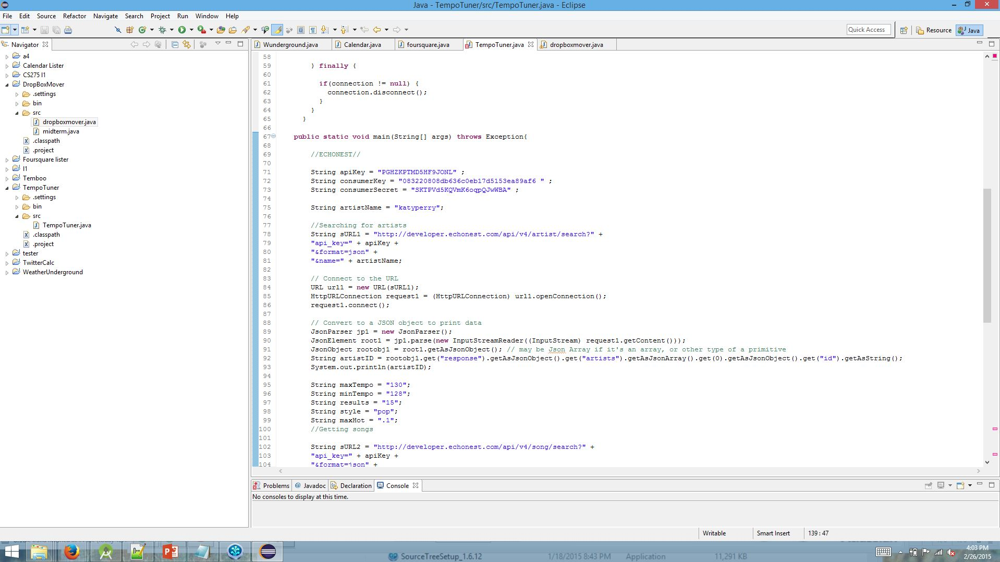 Java - TempoTuner/src/TempoTuner.java - Eclipse
File Edit Source Refactor Navigate Search Project Run Window Help
Quick Access
Resource
Java
Navigator
a4
Calendar Lister
CS275 l1
DropBoxMover
.settings
bin
src
dropboxmover.java
midterm.java
.classpath
.project
Foursquare lister
l1
Temboo
TempoTuner
.settings
bin
src
TempoTuner.java
.classpath
.project
tester
TwitterCalc
WeatherUnderground
Wunderground.java Calendar.java foursquare.java TempoTuner.java dropboxmover.java
58
59 } finally {
60
61 if(connection != null) {
62 connection.disconnect();
63 }
64 }
65 }
66
67 public static void main(String[] args) throws Exception{
68
69 //ECHONEST//
70
71 String apiKey = "PGHZKPTMD5HF9JONL" ;
72 String consumerKey = "083220808db636c0eb17d5153ea89af6 " ;
73 String consumerSecret = "SKTPVd5KQVmK6oqpQJwWBA" ;
74
75 String artistName = "katyperry";
76
77 //Searching for artists
78 String sURL1 = "http://developer.echonest.com/api/v4/artist/search?" +
79 "api_key=" + apiKey +
80 "&format=json" +
81 "&name=" + artistName;
82
83 // Connect to the URL
84 URL url1 = new URL(sURL1);
85 HttpURLConnection request1 = (HttpURLConnection) url1.openConnection();
86 request1.connect();
87
88 // Convert to a JSON object to print data
89 JsonParser jp1 = new JsonParser();
90 JsonElement root1 = jp1.parse(new InputStreamReader((InputStream) request1.getContent()));
91 JsonObject rootobj1 = root1.getAsJsonObject(); // may be Json Array if it's an array, or other type of a primitive
92 String artistID = rootobj1.get("response").getAsJsonObject().get("artists").getAsJsonArray().get(0).getAsJsonObject().get("id").getAsString();
93 System.out.println(artistID);
94
95 String maxTempo = "130";
96 String minTempo = "128";
97 String results = "15";
98 String style = "pop";
99 String maxHot = ".1";
100 //Getting songs
101
102 String sURL2 = "http://developer.echonest.com/api/v4/song/search?" +
103 "api_key=" + apiKey +
104 "&format=json" +
Problems @ Javadoc Declaration Console
No consoles to display at this time.
Writable Smart Insert 139 : 47
SourceTreeSetup_1.6.12 1/18/2015 8:43 PM Application 11,291 KB
4:03 PM
2/26/2015